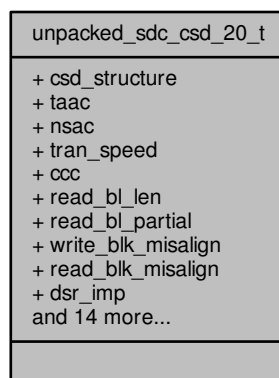 unpacked_sdc_csd_20_t
+ csd_structure
+ taac
+ nsac
+ tran_speed
+ ccc
+ read_bl_len
+ read_bl_partial
+ write_blk_misalign
+ read_blk_misalign
+ dsr_imp
and 14 more...